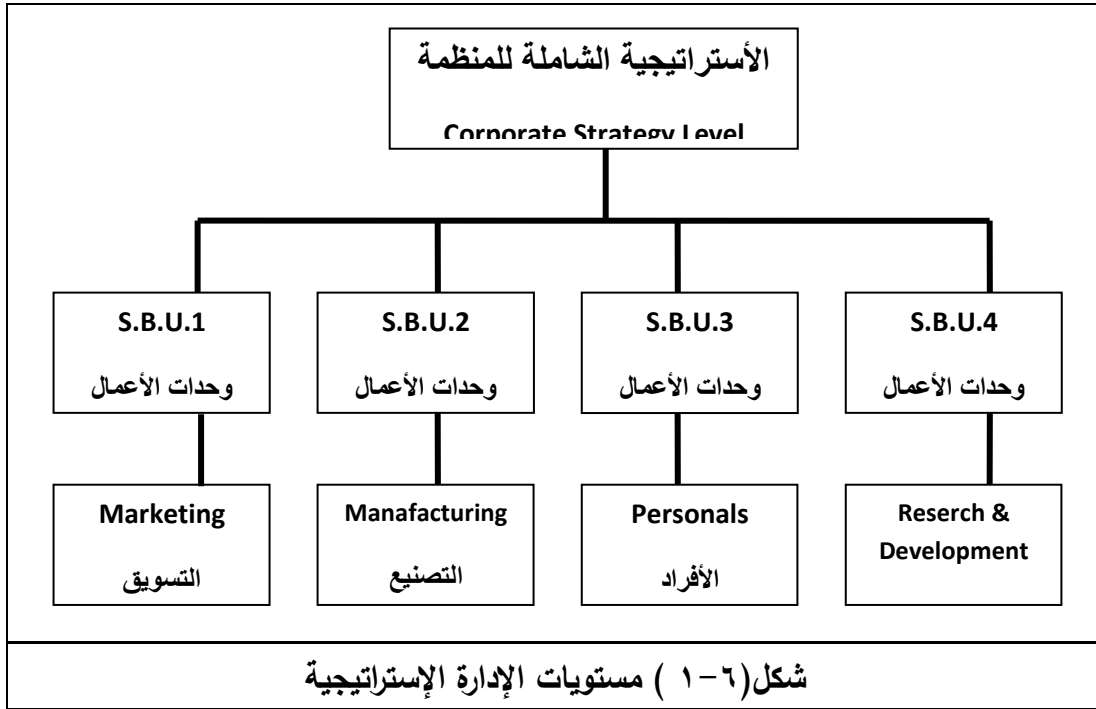 الأستراتيجية الشاملة للمنظمة
Corporate Strategy Level
S.B.U.1
وحدات الأعمال
S.B.U.2
وحدات الأعمال
S.B.U.3
وحدات الأعمال
S.B.U.4
وحدات الأعمال
Marketing
التسويق
Manafacturing
التصنيع
Personals
الأفراد
Reserch &
Development
شكل(٦-١ ) مستويات الإدارة الإستراتيجية